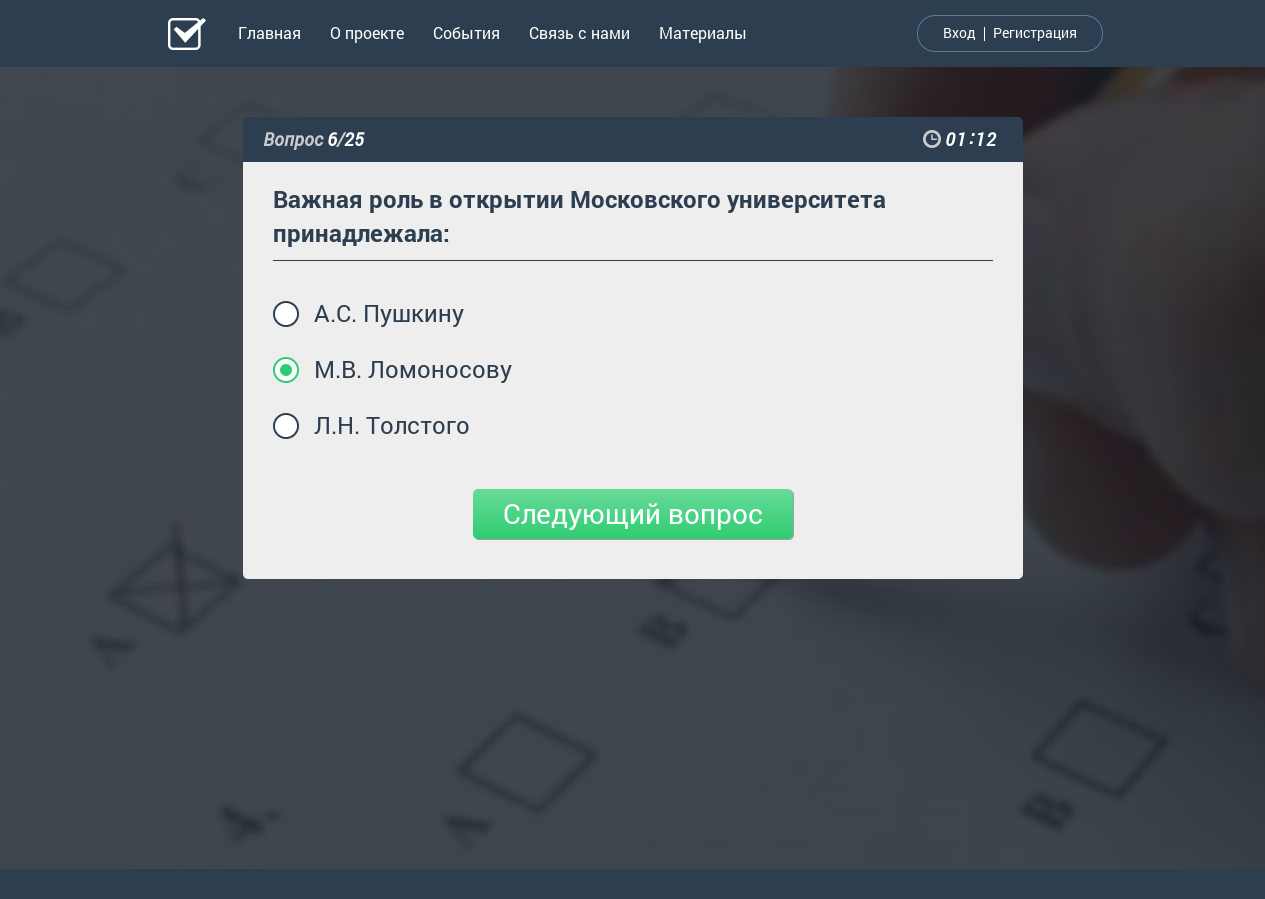 Главная О проекте События Связь с нами Материалы Вход | Регистрация
Вопрос 6/25 01:12
Важная роль в открытии Московского университета
принадлежала:
А.С. Пушкину
М.В. Ломоносову
Л.Н. Толстого
Следующий вопрос
C
B
A
B
C
A
A.
B